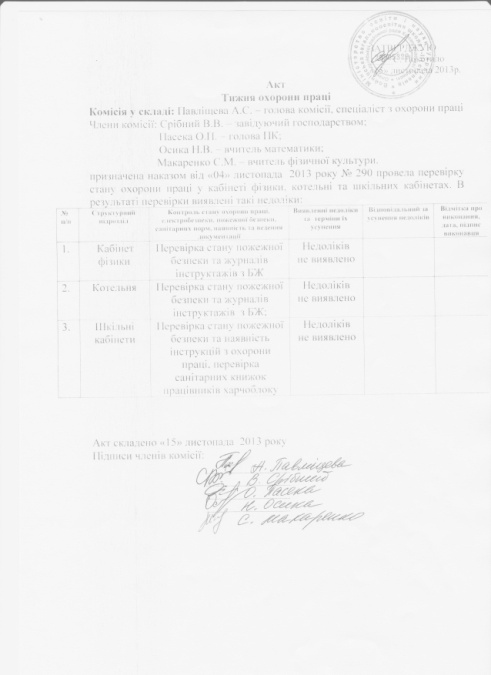 ЗАТВЕРДЖУЮ
листопада 2013р.
Акт
Тижня охорони праці
Комісія у складі: Павліщева А.С. – голова комісії, спеціаліст з охорони праці
Члени комісії: Срібний В.В. – завідуючий господарством;
Пасека О.П. – голова ПК;
Осика Н.В. – вчитель математики;
Макаренко С.М. – вчитель фізичної культури.
призначена наказом від «04» листопада 2013 року № 290 провела перевірку
стану охорони праці у кабінеті фізики, котельні та шкільних кабінетах. В
результаті перевірки виявлені такі недоліки:
№ п/п
Структурний підрозділ
Контроль стану охорони праці, електробезпеки, пожежної безпеки, санітарних норм, наявність та ведення документації
Виявлені недоліки та терміни їх усунення
Відповідальний за усунення недоліків
Відмітка про виконання, дата, підпис виконавця
1.
Кабінет фізики
Перевірка стану пожежної безпеки та журналів інструктажів з БЖ
Недоліків не виявлено
2.
Котельня
Перевірка стану пожежної безпеки та журналів інструктажів з БЖ;
Недоліків не виявлено
3.
Шкільні кабінети
Перевірка стану пожежної безпеки та наявність інструкцій з охорони праці, перевірка санітарних книжок працівників харчоблоку
Недоліків не виявлено
Акт складено «15» листопада 2013 року
Підписи членів комісії:
А. Павліщева
В. Срібний
О. Пасека
Н. Осика
С. Макаренко